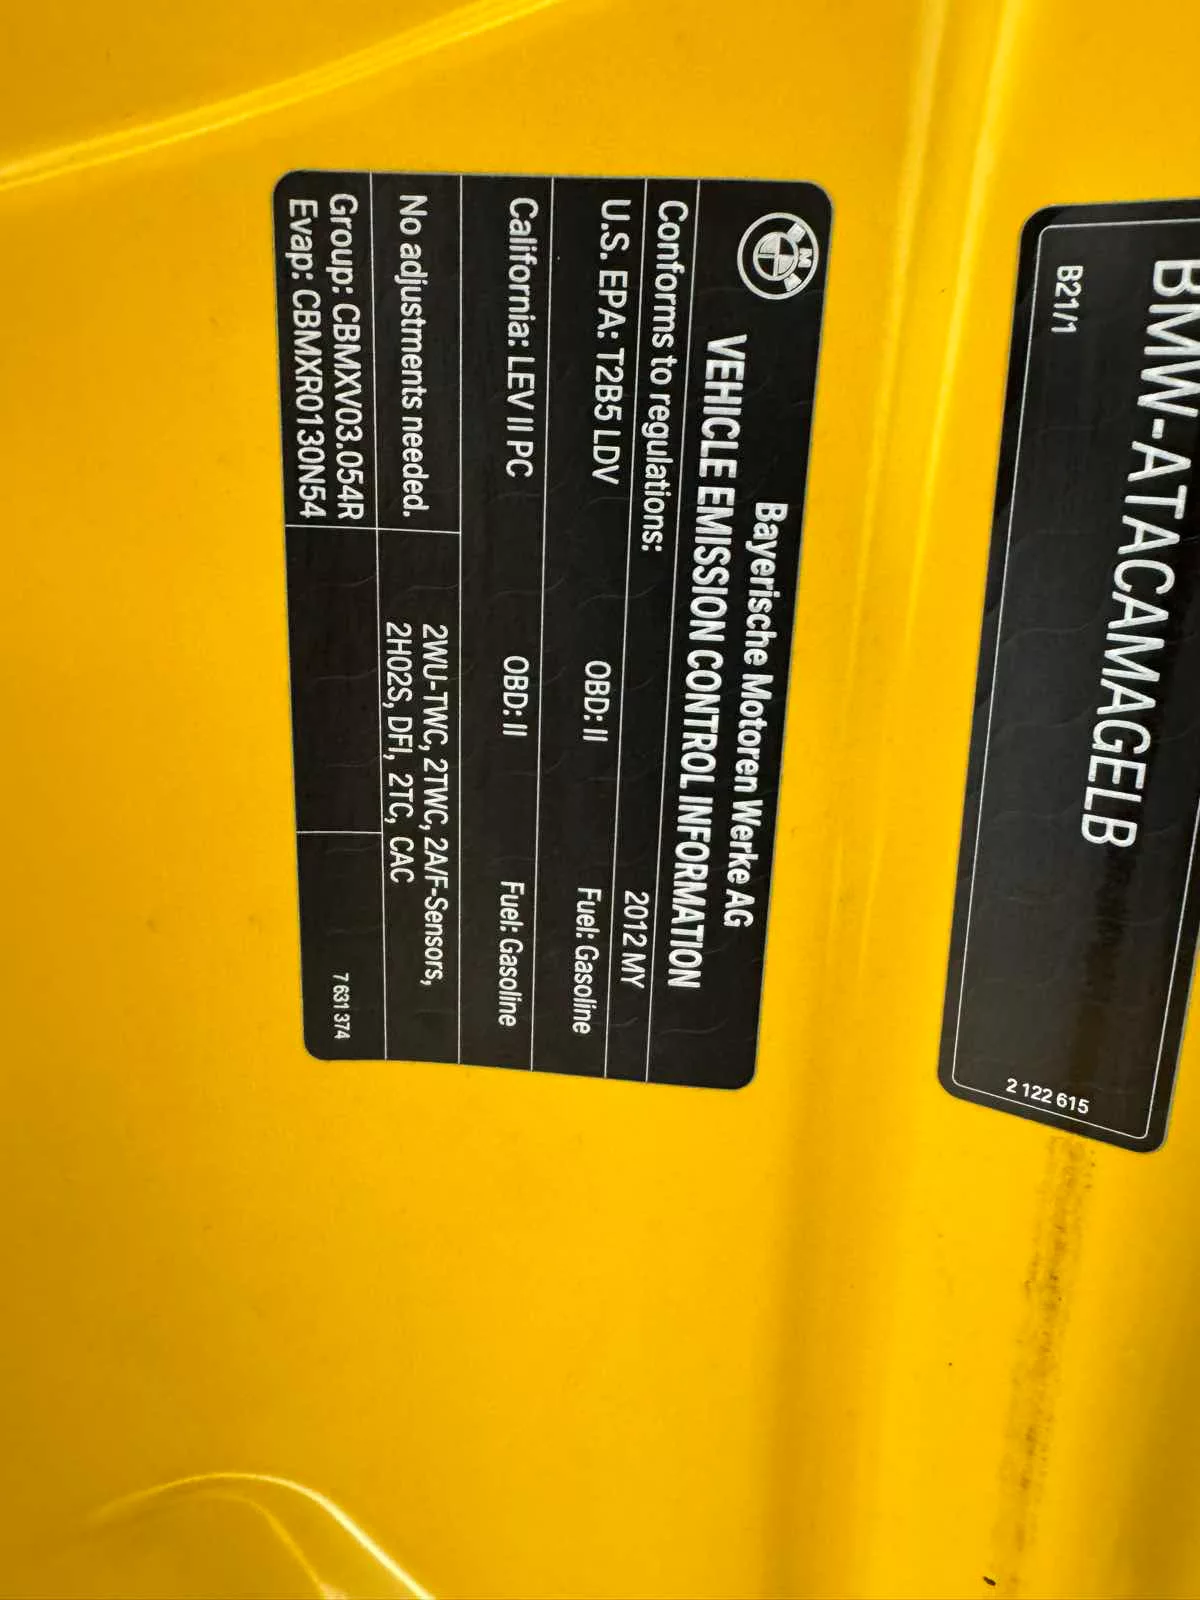 Bayerische Motoren Werke AG
VEHICLE EMISSION CONTROL INFORMATION
Conforms to regulations: 2012 MY
U.S. EPA: T2B5 LDV OBD: II Fuel: Gasoline
California: LEV II PC OBD: II Fuel: Gasoline
No adjustments needed.
2WU-TWC, 2TWC, 2A/F-Sensors,
2HO2S, DFI, 2TC, CAC
Group: CBMXV03.054R
Evap: CBMXR0130N54
7 631 374
BMW-ATACAMAGELB
B21/1
2 122 615